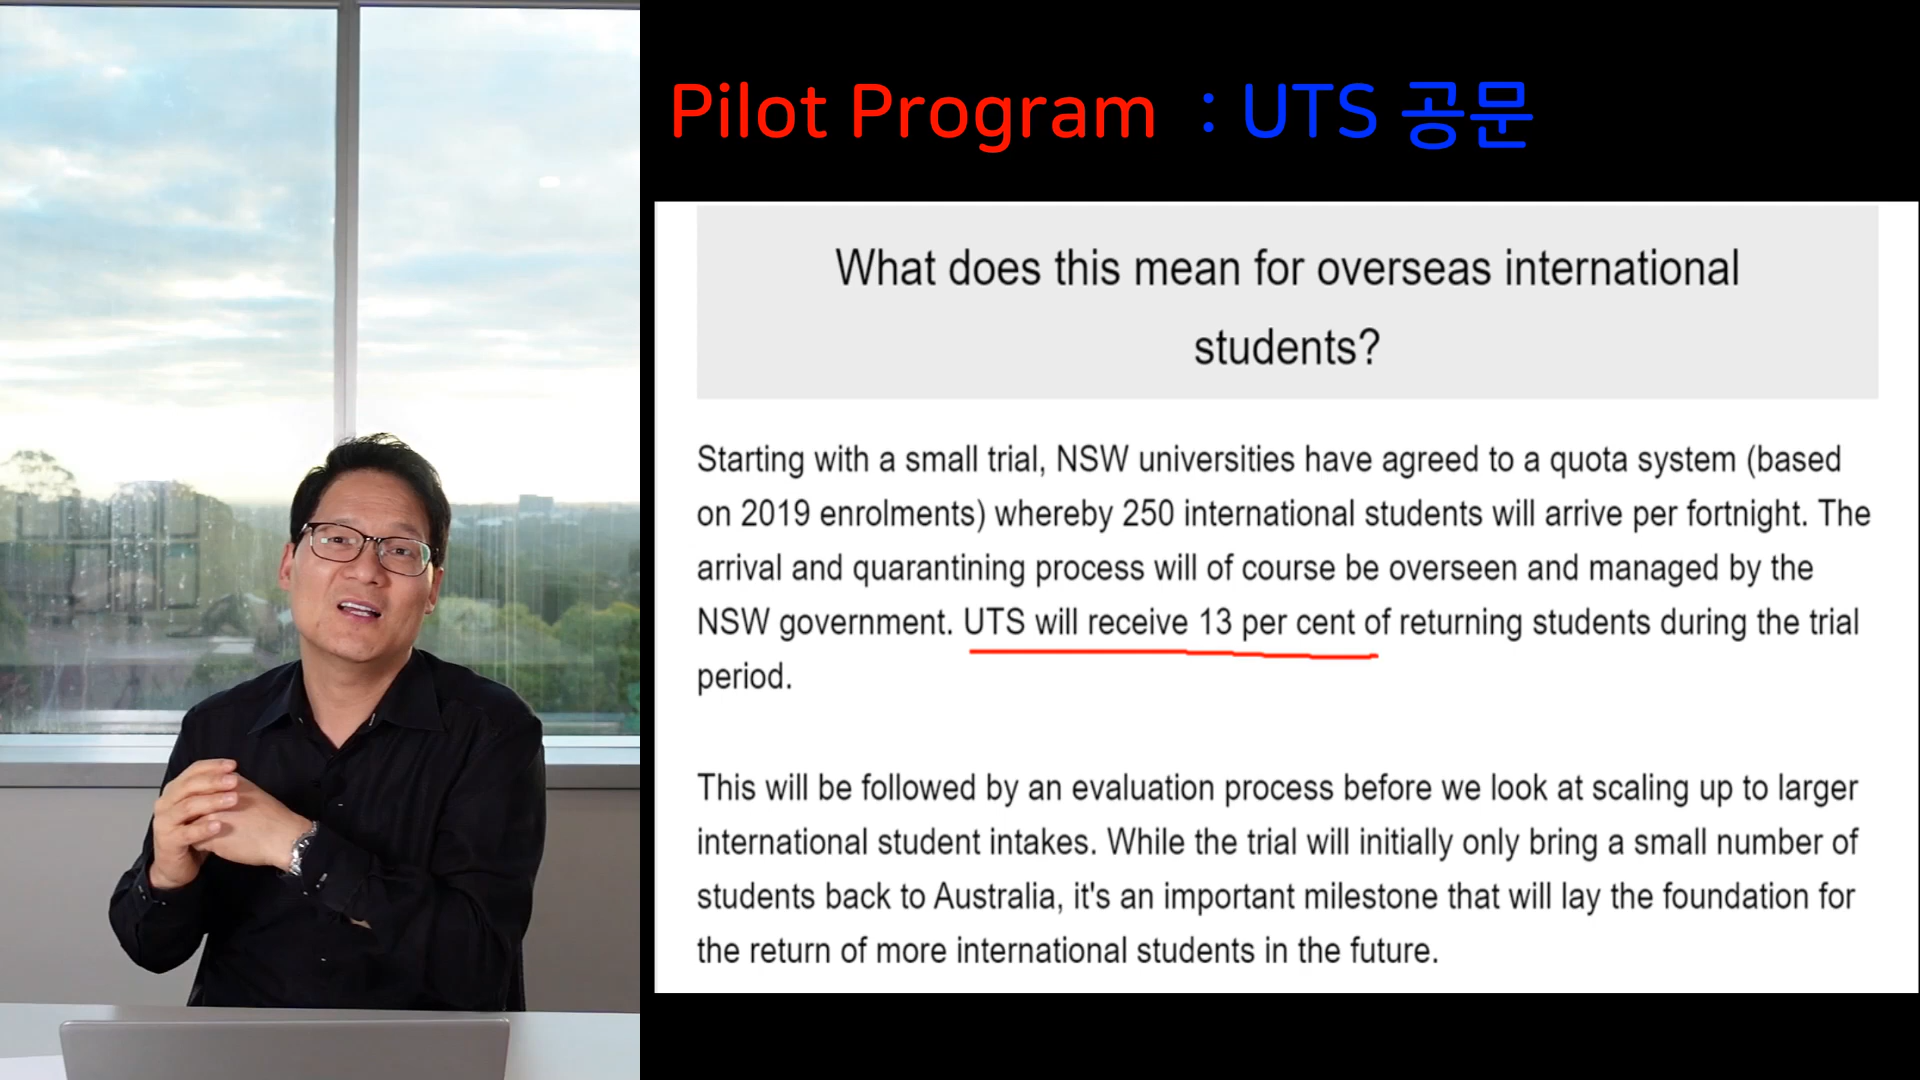 Pilot Program : UTS 공문
What does this mean for overseas international
students?
Starting with a small trial, NSW universities have agreed to a quota system (based
on 2019 enrolments) whereby 250 international students will arrive per fortnight. The
arrival and quarantining process will of course be overseen and managed by the
NSW government. UTS will receive 13 per cent of returning students during the trial
period.
This will be followed by an evaluation process before we look at scaling up to larger
international student intakes. While the trial will initially only bring a small number of
students back to Australia, it's an important milestone that will lay the foundation for
the return of more international students in the future.